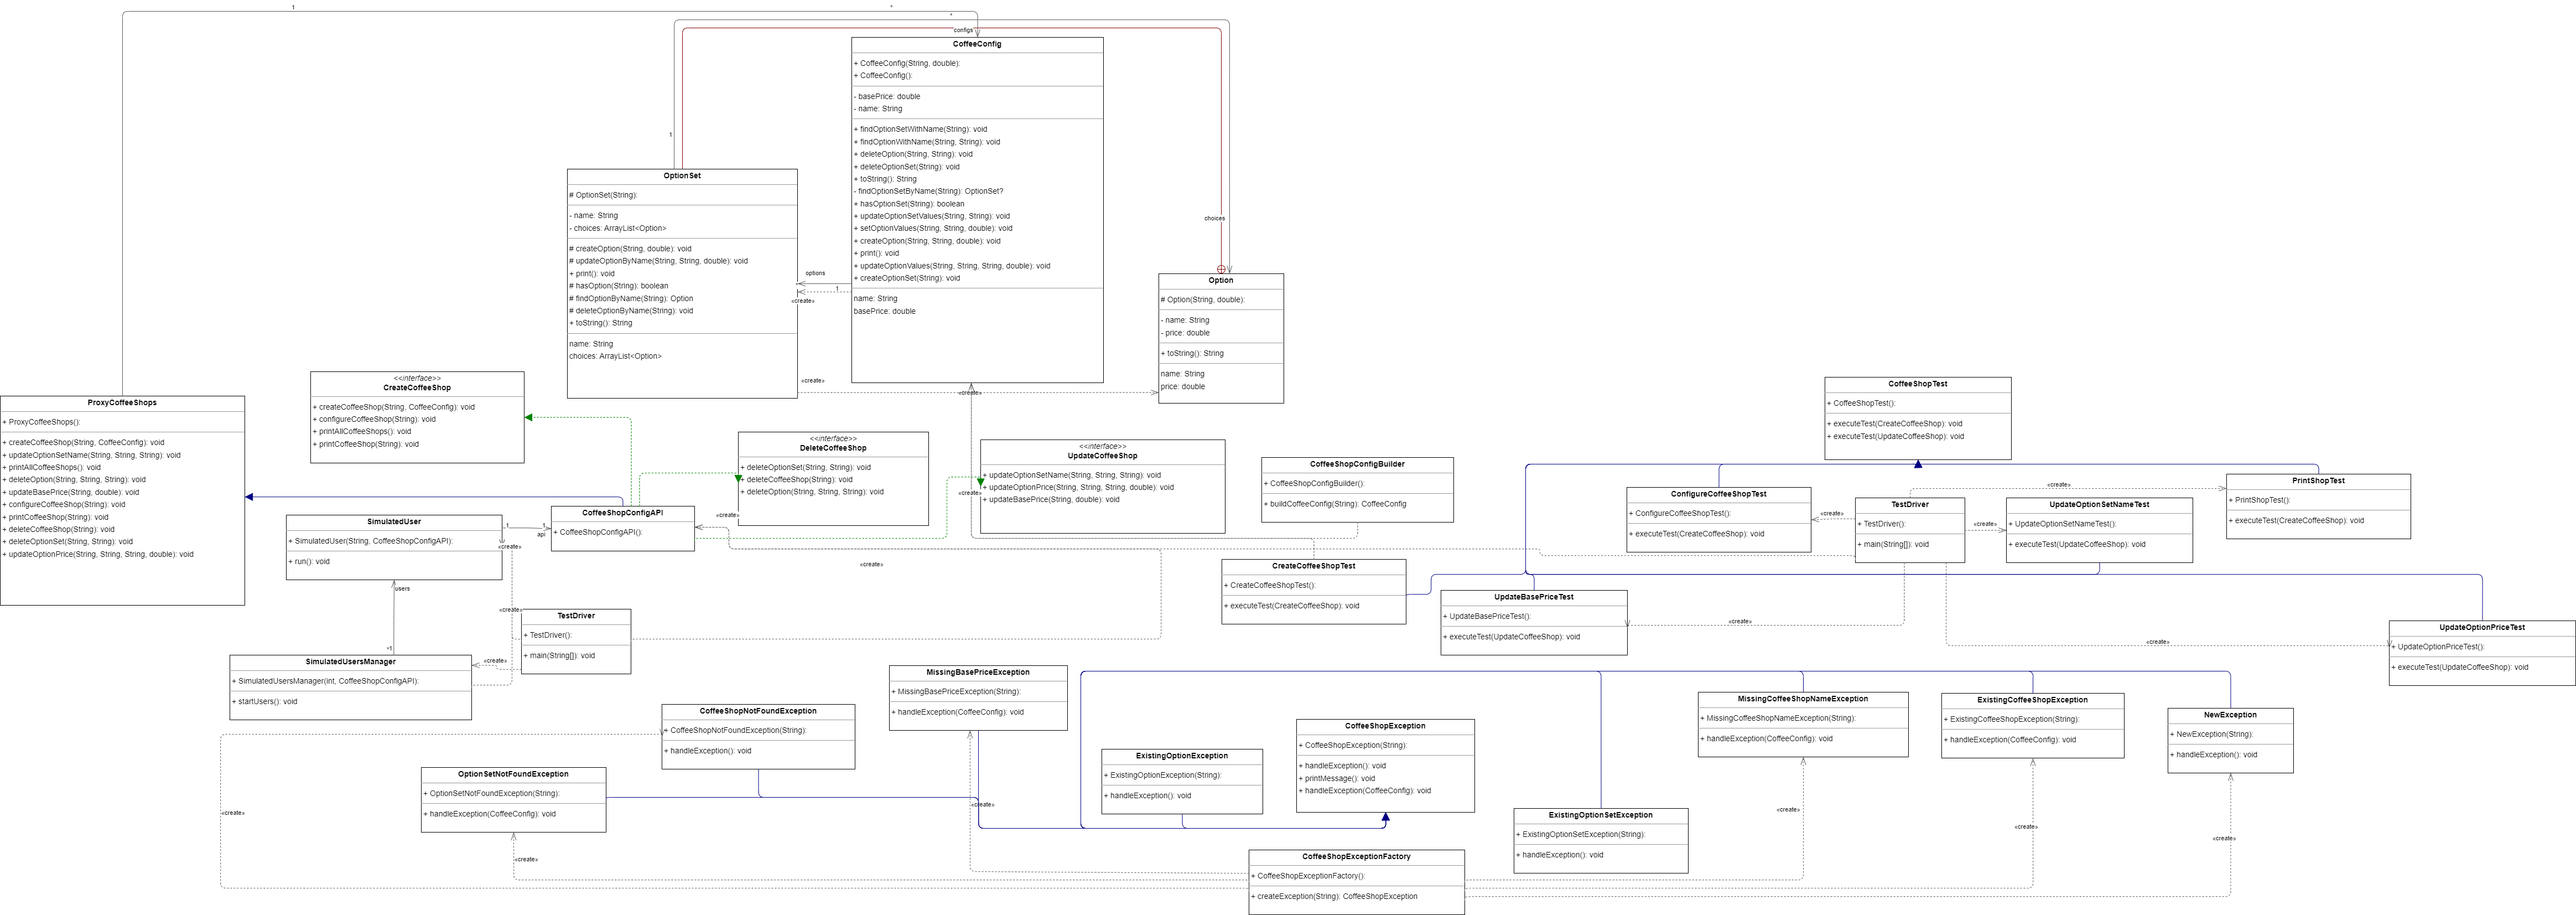 1
*
*
configs
CoffeeConfig
+ CoffeeConfig(String, double):
+ CoffeeConfig():
- basePrice: double
- name: String
+ findOptionSetWithName(String): void
+ findOptionWithName(String, String): void
+ deleteOption(String, String): void
+ deleteOptionSet(String): void
+ toString(): String
- findOptionSetByName(String): OptionSet?
+ hasOptionSet(String): boolean
+ updateOptionSetValues(String, String): void
+ setOptionValues(String, String, double): void
+ createOption(String, String, double): void
+ print(): void
+ updateOptionValues(String, String, String, double): void
+ createOptionSet(String): void
name: String
basePrice: double
1
OptionSet
# OptionSet(String):
- name: String
- choices: ArrayList<Option>
# createOption(String, double): void
# updateOptionByName(String, String, double): void
+ print(): void
# hasOption(String): boolean
# findOptionByName(String): Option
# deleteOptionByName(String): void
+ toString(): String
name: String
choices: ArrayList<Option>
options
1
«create»
«create»
choices
Option
# Option(String, double):
- name: String
- price: double
+ toString(): String
name: String
price: double
«create»
«create»
ProxyCoffeeShops
+ ProxyCoffeeShops():
+ createCoffeeShop(String, CoffeeConfig): void
+ updateOptionSetName(String, String, String): void
+ printAllCoffeeShops(): void
+ deleteOption(String, String, String): void
+ updateBasePrice(String, double): void
+ configureCoffeeShop(String): void
+ printCoffeeShop(String): void
+ deleteCoffeeShop(String): void
+ deleteOptionSet(String, String): void
+ updateOptionPrice(String, String, String, double): void
<<interface>>
CreateCoffeeShop
+ createCoffeeShop(String, CoffeeConfig): void
+ configureCoffeeShop(String): void
+ printAllCoffeeShops(): void
+ printCoffeeShop(String): void
<<interface>>
DeleteCoffeeShop
+ deleteOptionSet(String, String): void
+ deleteCoffeeShop(String): void
+ deleteOption(String, String, String): void
<<interface>>
UpdateCoffeeShop
+ updateOptionSetName(String, String, String): void
+ updateOptionPrice(String, String, String, double): void
+ updateBasePrice(String, double): void
CoffeeShopConfigBuilder
+ CoffeeShopConfigBuilder():
+ buildCoffeeConfig(String): CoffeeConfig
CoffeeShopConfigAPI
+ CoffeeShopConfigAPI():
«create»
SimulatedUser
+ SimulatedUser(String, CoffeeShopConfigAPI):
+ run(): void
1
1
api
«create»
«create»
users
*1
«create»
TestDriver
+ TestDriver():
+ main(String[]): void
«create»
SimulatedUsersManager
+ SimulatedUsersManager(int, CoffeeShopConfigAPI):
+ startUsers(): void
CoffeeShopTest
+ CoffeeShopTest():
+ executeTest(CreateCoffeeShop): void
+ executeTest(UpdateCoffeeShop): void
ConfigureCoffeeShopTest
+ ConfigureCoffeeShopTest():
+ executeTest(CreateCoffeeShop): void
«create»
TestDriver
+ TestDriver():
+ main(String[]): void
«create»
«create»
UpdateOptionSetNameTest
+ UpdateOptionSetNameTest():
+ executeTest(UpdateCoffeeShop): void
PrintShopTest
+ PrintShopTest():
+ executeTest(CreateCoffeeShop): void
CreateCoffeeShopTest
+ CreateCoffeeShopTest():
+ executeTest(CreateCoffeeShop): void
UpdateBasePriceTest
+ UpdateBasePriceTest():
+ executeTest(UpdateCoffeeShop): void
«create»
«create»
UpdateOptionPriceTest
+ UpdateOptionPriceTest():
+ executeTest(UpdateCoffeeShop): void
MissingBasePriceException
+ MissingBasePriceException(String):
+ handleException(CoffeeConfig): void
CoffeeShopNotFoundException
+ CoffeeShopNotFoundException(String):
+ handleException(): void
OptionSetNotFoundException
+ OptionSetNotFoundException(String):
+ handleException(CoffeeConfig): void
ExistingOptionException
+ ExistingOptionException(String):
+ handleException(): void
CoffeeShopException
+ CoffeeShopException(String):
+ handleException(): void
+ printMessage(): void
+ handleException(CoffeeConfig): void
ExistingOptionSetException
+ ExistingOptionSetException(String):
+ handleException(): void
MissingCoffeeShopNameException
+ MissingCoffeeShopNameException(String):
+ handleException(CoffeeConfig): void
ExistingCoffeeShopException
+ ExistingCoffeeShopException(String):
+ handleException(CoffeeConfig): void
NewException
+ NewException(String):
+ handleException(): void
«create»
«create»
«create»
«create»
«create»
«create»
CoffeeShopExceptionFactory
+ CoffeeShopExceptionFactory():
+ createException(String): CoffeeShopException